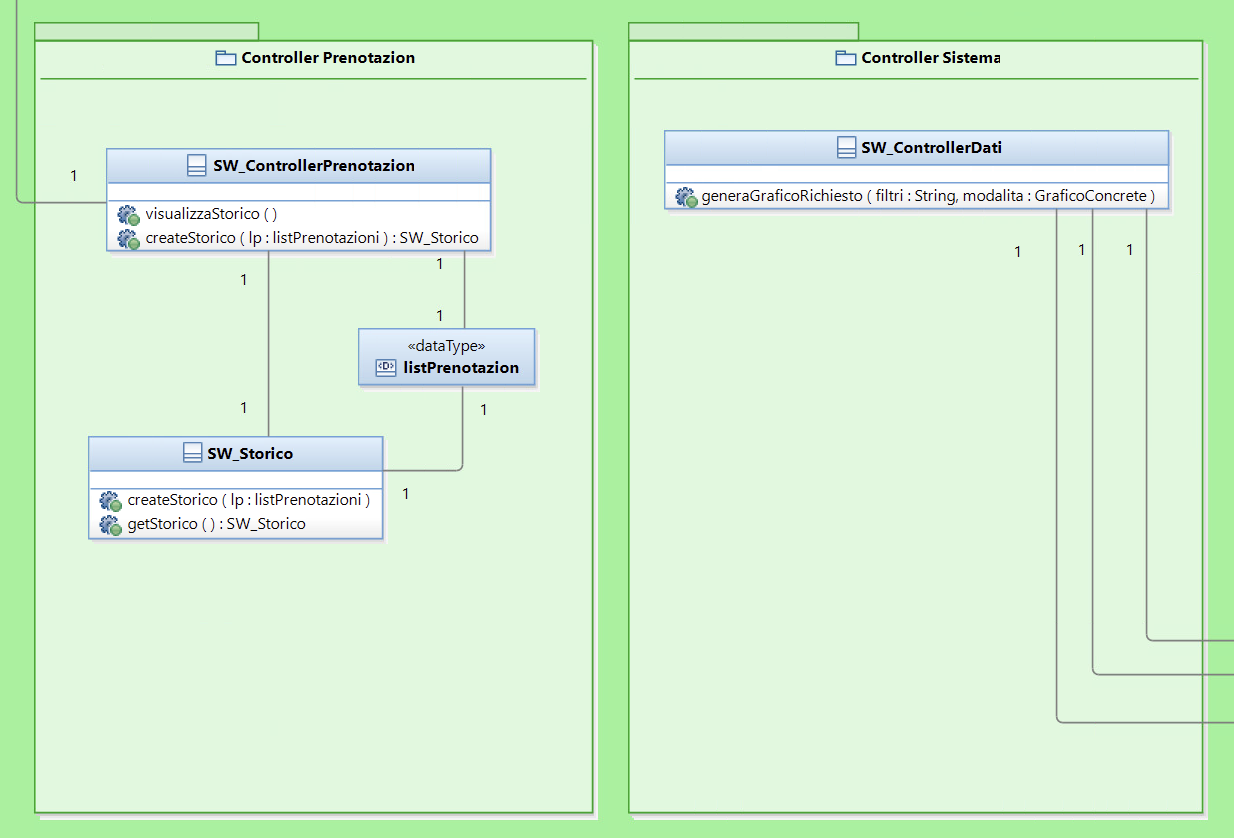 Controller Prenotazion
1
SW_ControllerPrenotazion
visualizzaStorico ( )
createStorico ( lp : listPrenotazioni ) : SW_Storico
1
1
1
«dataType»
listPrenotazion
1
1
SW_Storico
createStorico ( lp : listPrenotazioni )
getStorico ( ) : SW_Storico
1
Controller Sistema
SW_ControllerDati
generaGraficoRichiesto ( filtri : String, modalita : GraficoConcrete )
1
1
1